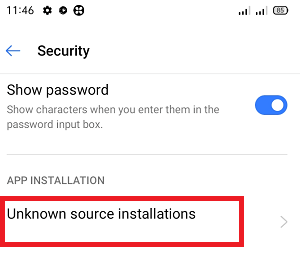 11:46
85
Security
Show password
Show characters when you enter them in the
password input box.
APP INSTALLATION
Unknown source installations